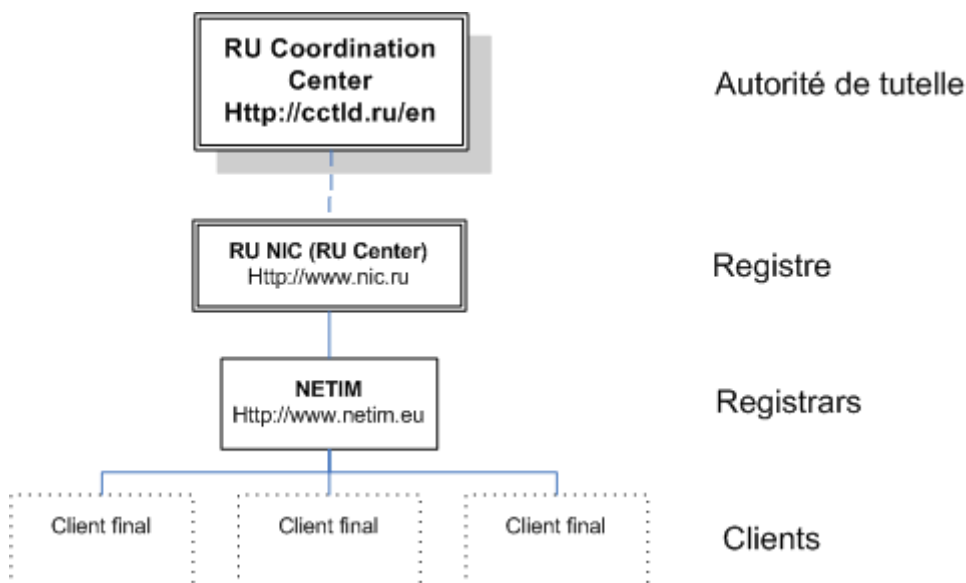 RU Coordination
Center
Http://cctld.ru/en
Autorité de tutelle
RU NIC (RU Center)
Http://www.nic.ru
Registre
NETIM
Http://www.netim.eu
Registrars
Client final
Client final
Client final
Clients